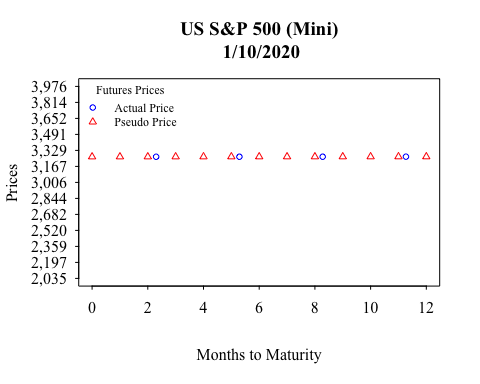 US S&P 500 (Mini)
1/10/2020
Futures Prices
Actual Price
Pseudo Price
Prices
3,976
3,814
3,652
3,491
3,329
3,167
3,006
2,844
2,682
2,520
2,359
2,197
2,035
0 2 4 6 8 10 12
Months to Maturity